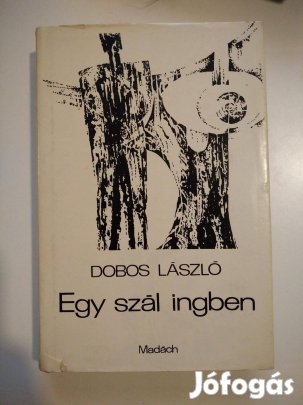 DOBOS LÁSZLÓ
Egy szál ingben
Madách
Jófogás